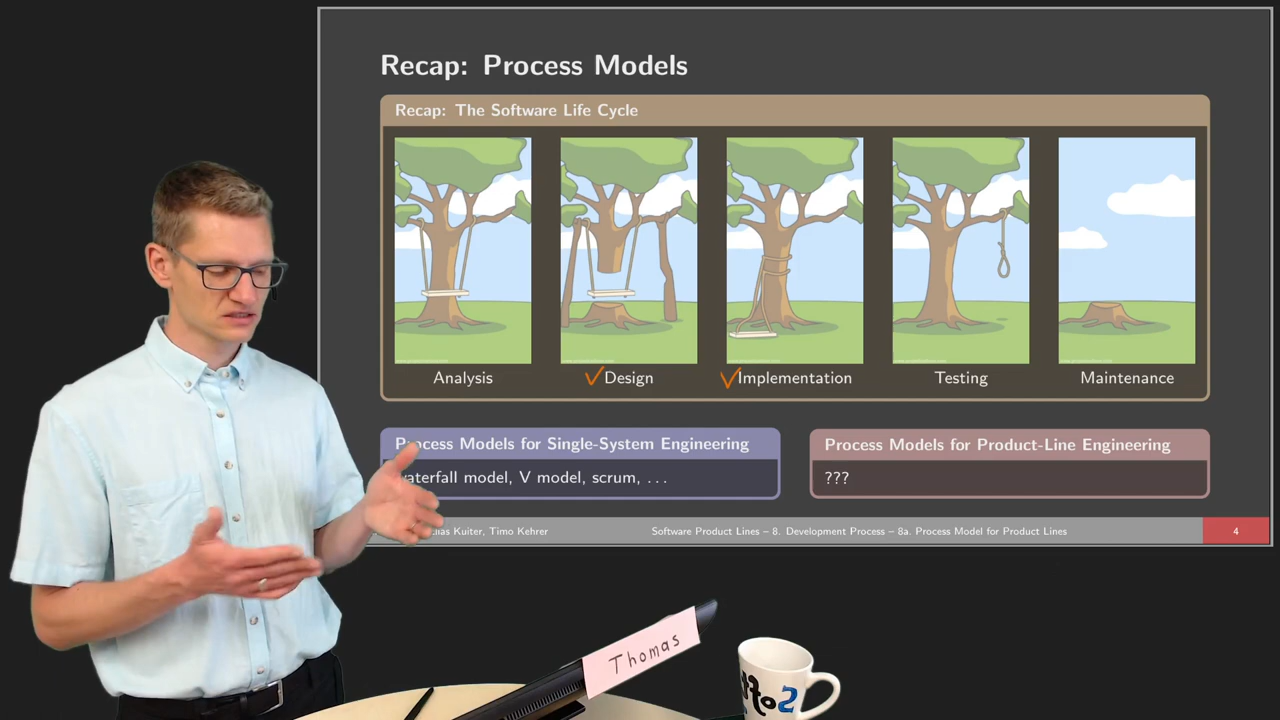 Recap: Process Models
Recap: The Software Life Cycle
Analysis
Design
Implementation
Testing
Maintenance
Process Models for Single-System Engineering
waterfall model, V model, scrum, ...
Process Models for Product-Line Engineering
???
Elias Kuiter, Timo Kehrer
Software Product Lines – 8. Development Process – 8a. Process Model for Product Lines
4
Thomas